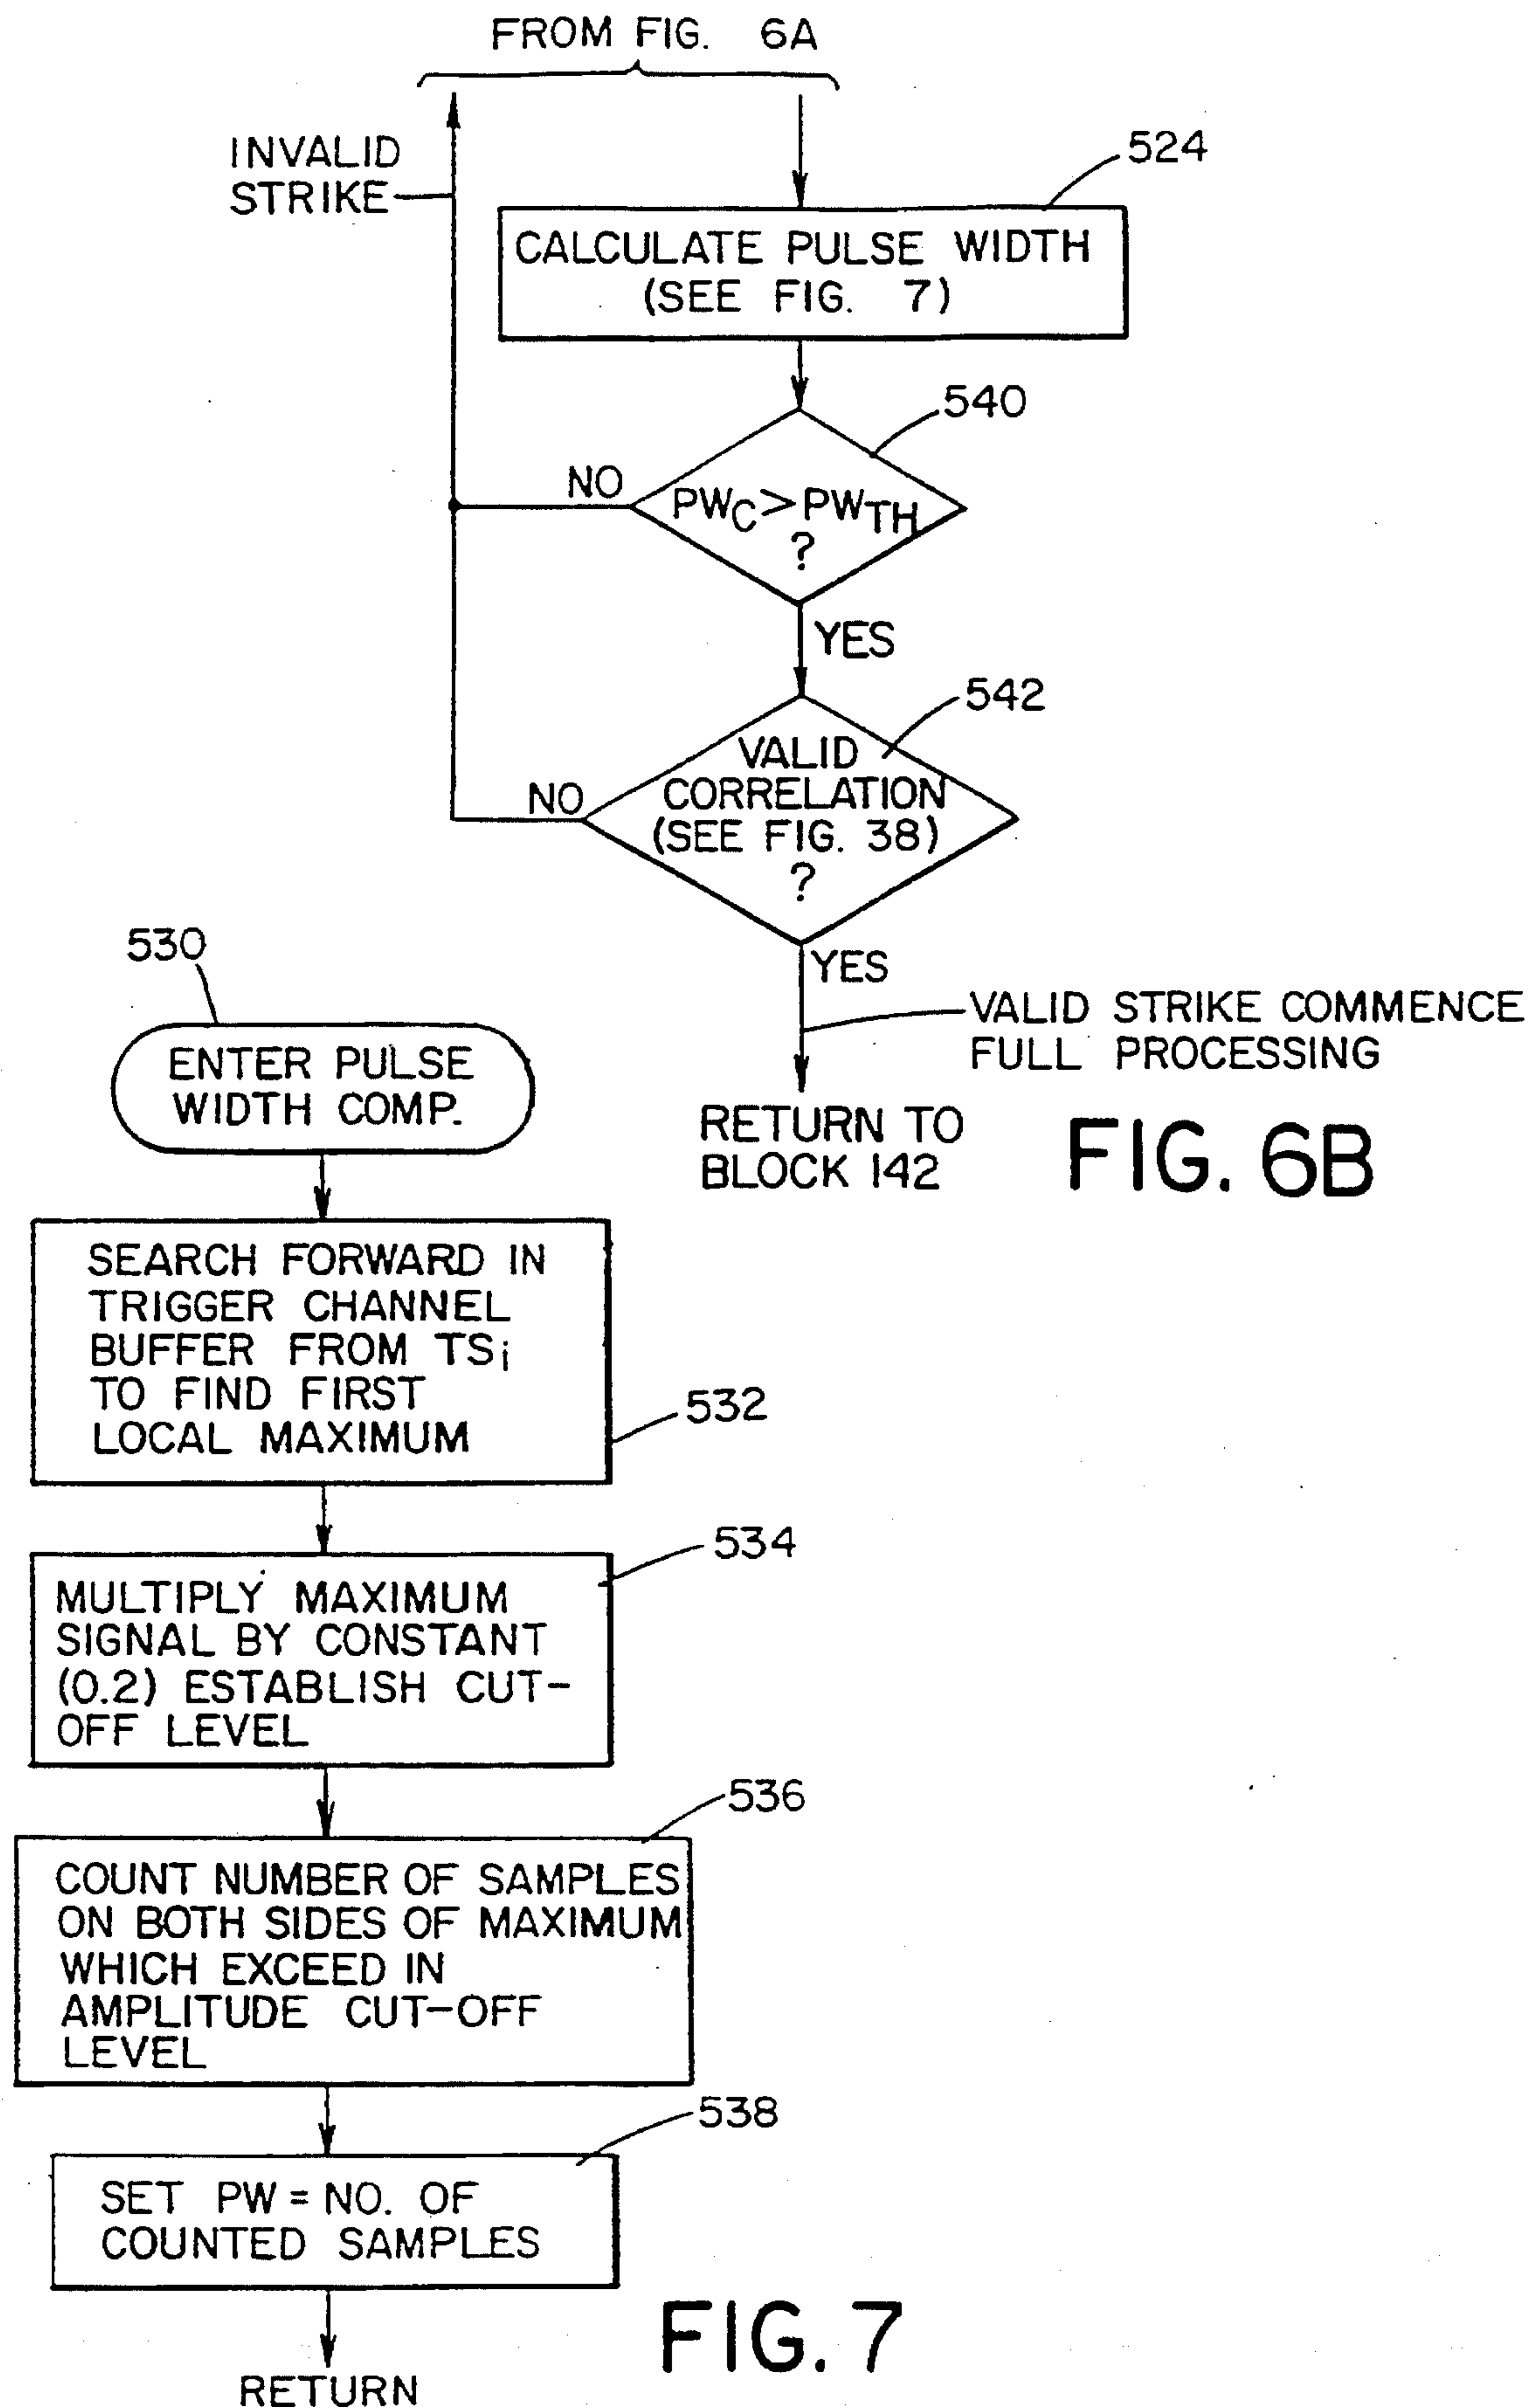 FROM FIG. 6A
INVALID
STRIKE
524
CALCULATE PULSE WIDTH
(SEE FIG. 7)
540
NO
PWC>PWTH
?
YES
542
VALID
CORRELATION
(SEE FIG. 38)
?
NO
YES
VALID STRIKE COMMENCE
FULL PROCESSING
RETURN TO
BLOCK 142
FIG. 6B
530
ENTER PULSE
WIDTH COMP.
SEARCH FORWARD IN
TRIGGER CHANNEL
BUFFER FROM TSi
TO FIND FIRST
LOCAL MAXIMUM
532
534
MULTIPLY MAXIMUM
SIGNAL BY CONSTANT
(0.2) ESTABLISH CUT-
OFF LEVEL
536
COUNT NUMBER OF SAMPLES
ON BOTH SIDES OF MAXIMUM
WHICH EXCEED IN
AMPLITUDE CUT-OFF
LEVEL
538
SET PW = NO. OF
COUNTED SAMPLES
RETURN
FIG. 7